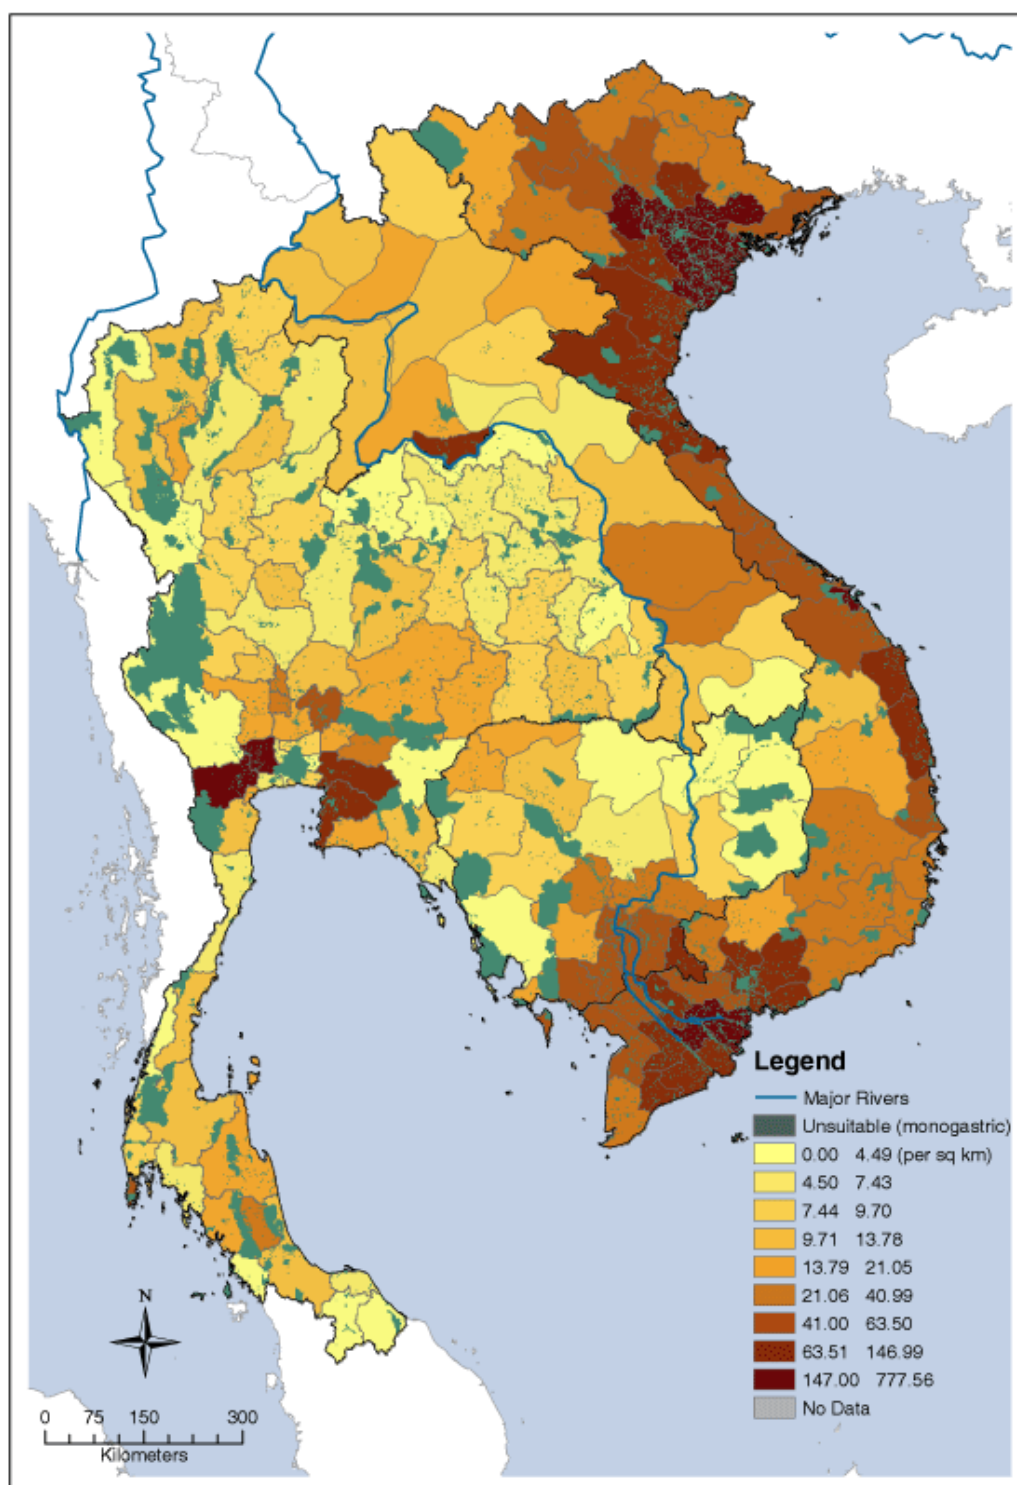 Legend
Major Rivers
Unsuitable (monogastric)
0.00 4.49 (per sq km)
4.50 7.43
7.44 9.70
9.71 13.78
13.79 21.05
21.06 40.99
41.00 63.50
63.51 146.99
147.00 777.56
No Data
N
0 75 150 300
Kilometers